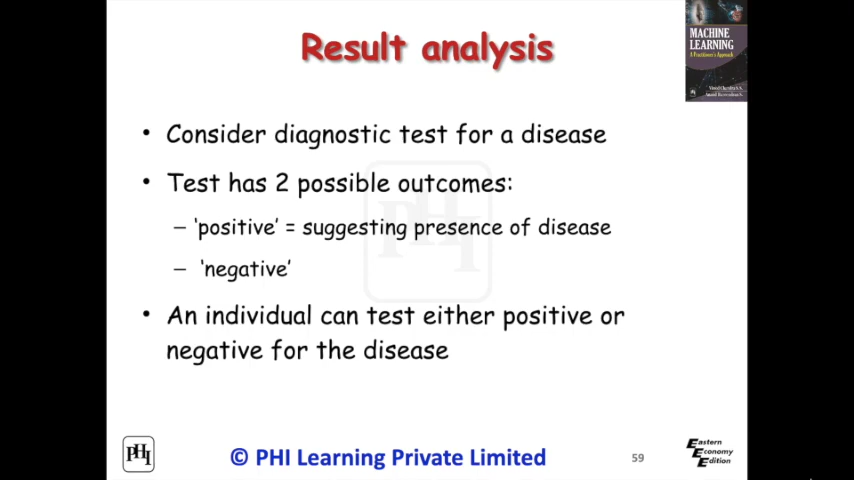 Result analysis
MACHINE
LEARNING
A Practitioner's Approach
• Consider diagnostic test for a disease
• Test has 2 possible outcomes:
– ‘positive’ = suggesting presence of disease
– ‘negative’
• An individual can test either positive or
negative for the disease
PHI
PHI
© PHI Learning Private Limited
59
Eastern
Economy
Edition